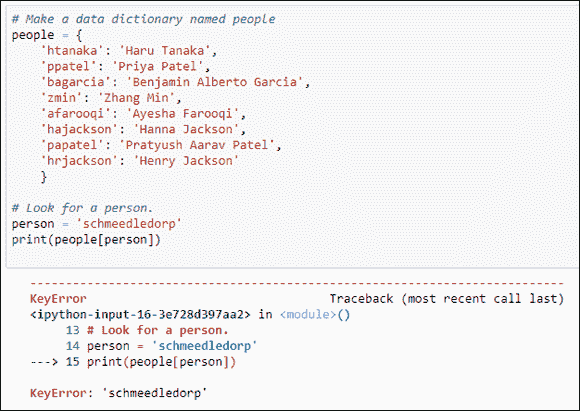 # Make a data dictionary named people
people = {
    'htanaka': 'Haru Tanaka',
    'ppatel': 'Priya Patel',
    'bagarcia': 'Benjamin Alberto Garcia',
    'zmin': 'Zhang Min',
    'afarooqi': 'Ayesha Farooqi',
    'hajackson': 'Hanna Jackson',
    'papatel': 'Pratyush Aarav Patel',
    'hrjackson': 'Henry Jackson'
    }
# Look for a person.
person = 'schmeedledorp'
print(people[person])
---------------------------------------------------------------------------
KeyError                                  Traceback (most recent call last)
<ipython-input-16-3e728d397aa2> in <module>()
     13 # Look for a person.
     14 person = 'schmeedledorp'
---> 15 print(people[person])
KeyError: 'schmeedledorp'